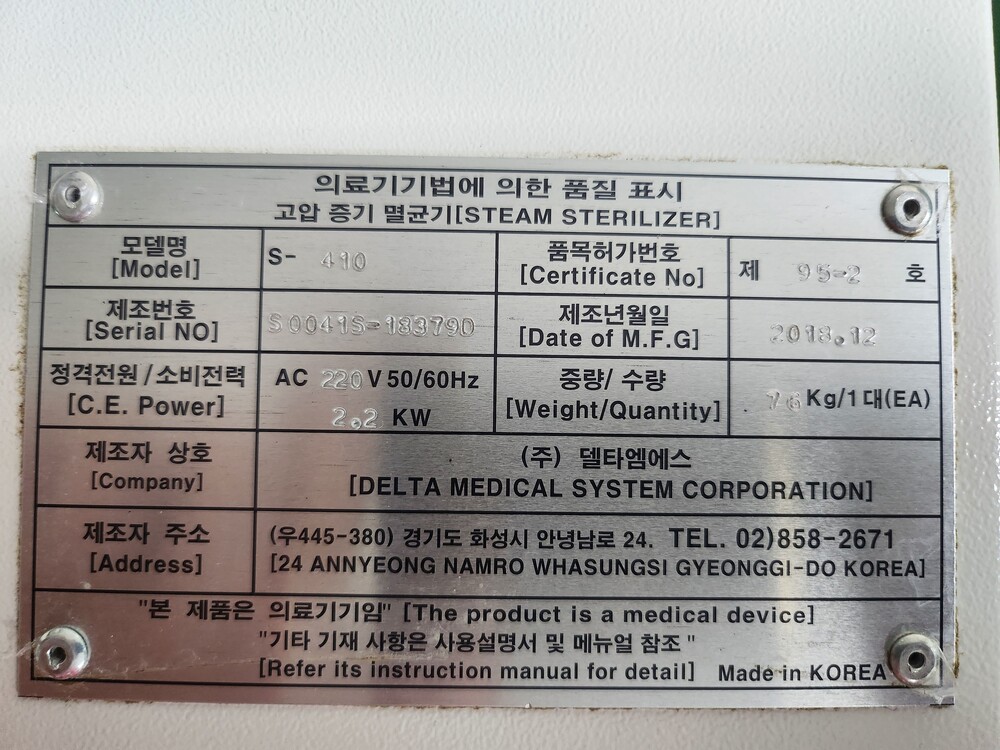 의료기기법에 의한 품질 표시
고압 증기 멸균기[STEAM STERILIZER]
모델명
[Model]
S- 410
품목허가번호
[Certificate No]
제 95-2 호
제조번호
[Serial NO]
S0041S-18379D
제조년월일
[Date of M.F.G]
2018.12
정격전원/소비전력
[C.E. Power]
AC 220V 50/60Hz
2.2 KW
중량/ 수량
[Weight/Quantity]
76Kg/1대(EA)
제조자 상호
[Company]
(주) 델타엠에스
[DELTA MEDICAL SYSTEM CORPORATION]
제조자 주소
[Address]
(우445-380) 경기도 화성시 안녕남로 24. TEL. 02)858-2671
[24 ANNYEONG NAMRO WHASUNGSI GYEONGGI-DO KOREA]
"본 제품은 의료기기임" [The product is a medical device]
"기타 기재 사항은 사용설명서 및 메뉴얼 참조"
[Refer its instruction manual for detail] Made in KOREA